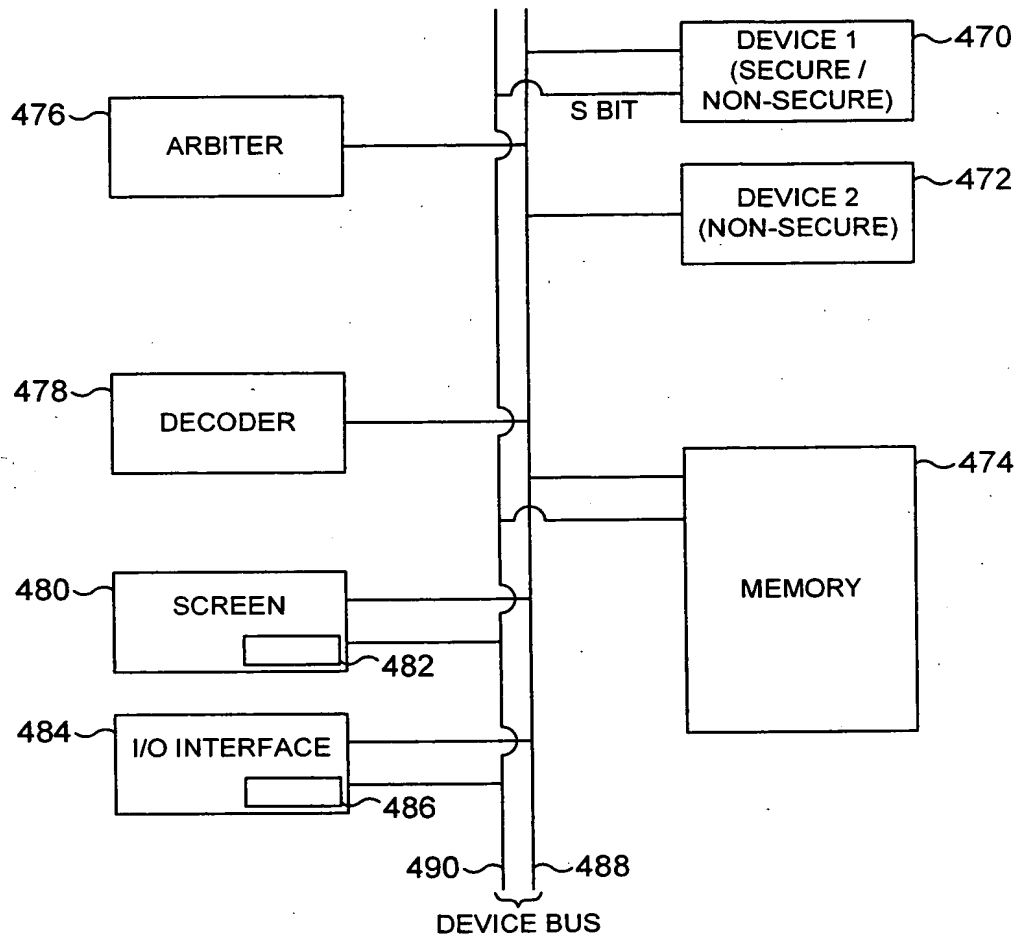 DEVICE 1
(SECURE /
NON-SECURE)
470
S BIT
476
ARBITER
DEVICE 2
(NON-SECURE)
472
478
DECODER
474
MEMORY
480
SCREEN
482
484
I/O INTERFACE
486
490
488
DEVICE BUS